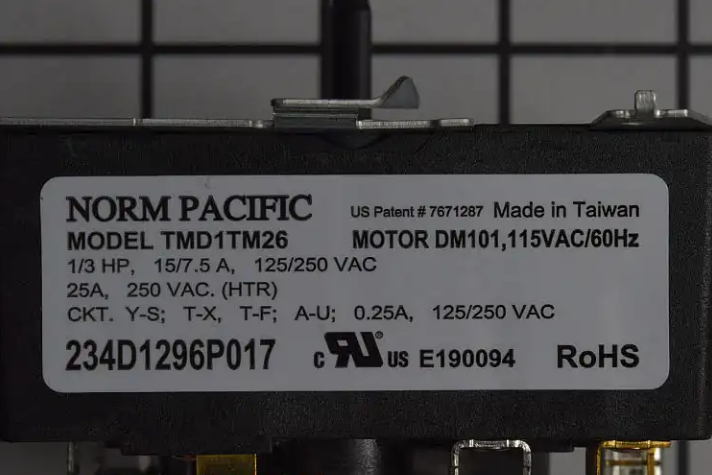 NORM PACIFIC US Patent # 7671287 Made in Taiwan
MODEL TMD1TM26 MOTOR DM101,115VAC/60Hz
1/3 HP, 15/7.5 A, 125/250 VAC
25A, 250 VAC. (HTR)
CKT. Y-S; T-X, T-F; A-U; 0.25A, 125/250 VAC
234D1296P017 c RU ® US E190094 RoHS